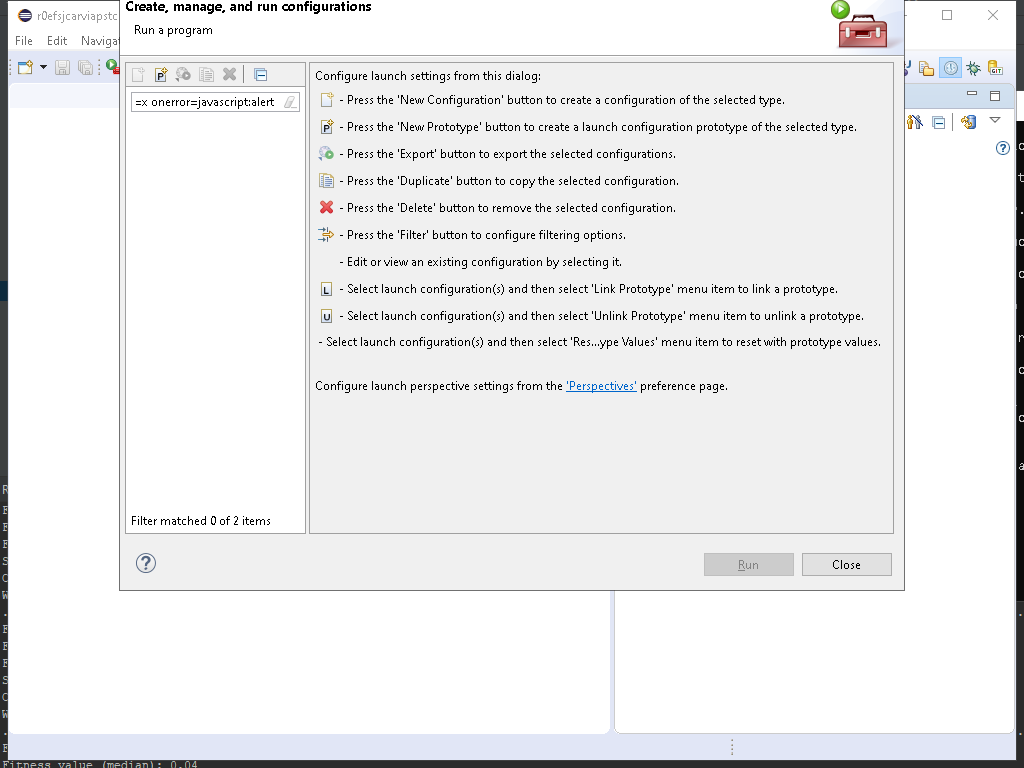 Create, manage, and run configurations
Run a program
r0efsjcarviapstc
File Edit Navigat
=x onerror=javascript:alert
Configure launch settings from this dialog:
- Press the 'New Configuration' button to create a configuration of the selected type.
- Press the 'New Prototype' button to create a launch configuration prototype of the selected type.
- Press the 'Export' button to export the selected configurations.
- Press the 'Duplicate' button to copy the selected configuration.
- Press the 'Delete' button to remove the selected configuration.
- Press the 'Filter' button to configure filtering options.
- Edit or view an existing configuration by selecting it.
- Select launch configuration(s) and then select 'Link Prototype' menu item to link a prototype.
- Select launch configuration(s) and then select 'Unlink Prototype' menu item to unlink a prototype.
- Select launch configuration(s) and then select 'Res...ype Values' menu item to reset with prototype values.
Configure launch perspective settings from the 'Perspectives' preference page.
Filter matched 0 of 2 items
Run
Close
Fitness value (median): 0.04